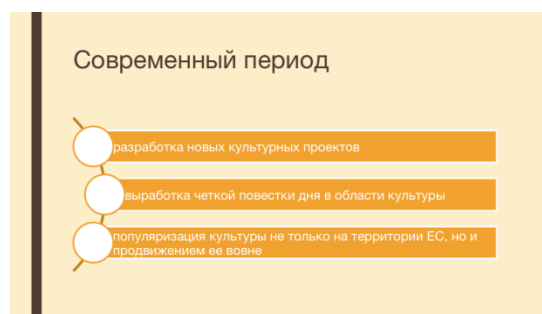 Современный период
разработка новых культурных проектов
выработка четкой повестки дня в области культуры
популяризация культуры не только на территории ЕС, но и
продвижением ее вовне